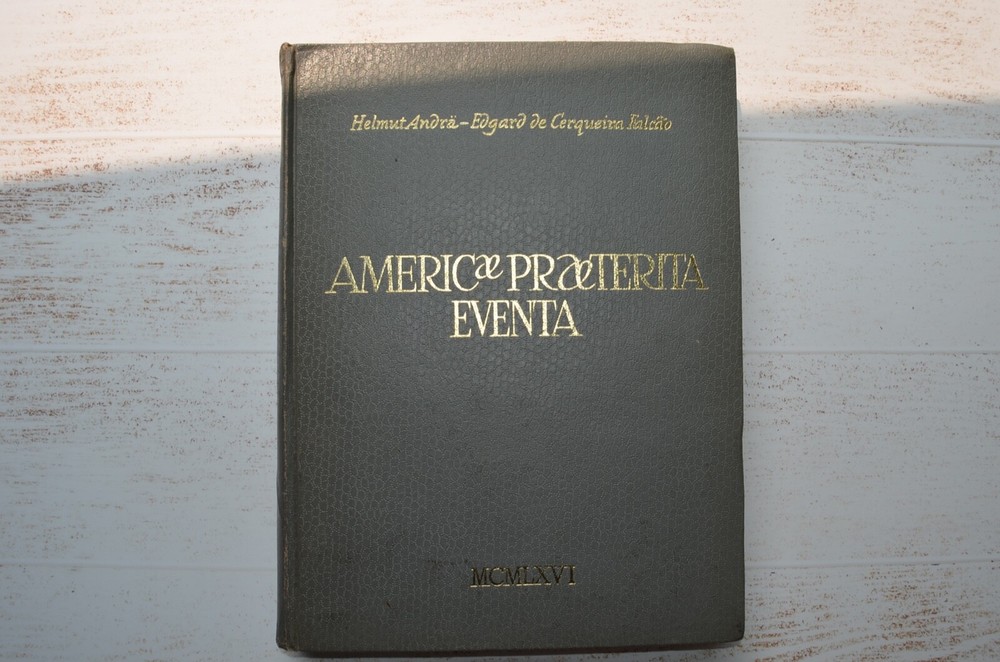 Helmut Andrä – Edgard de Cerqueira Falcão
AMERICæ PRæTERITA
EVENTA
MCMLXVI